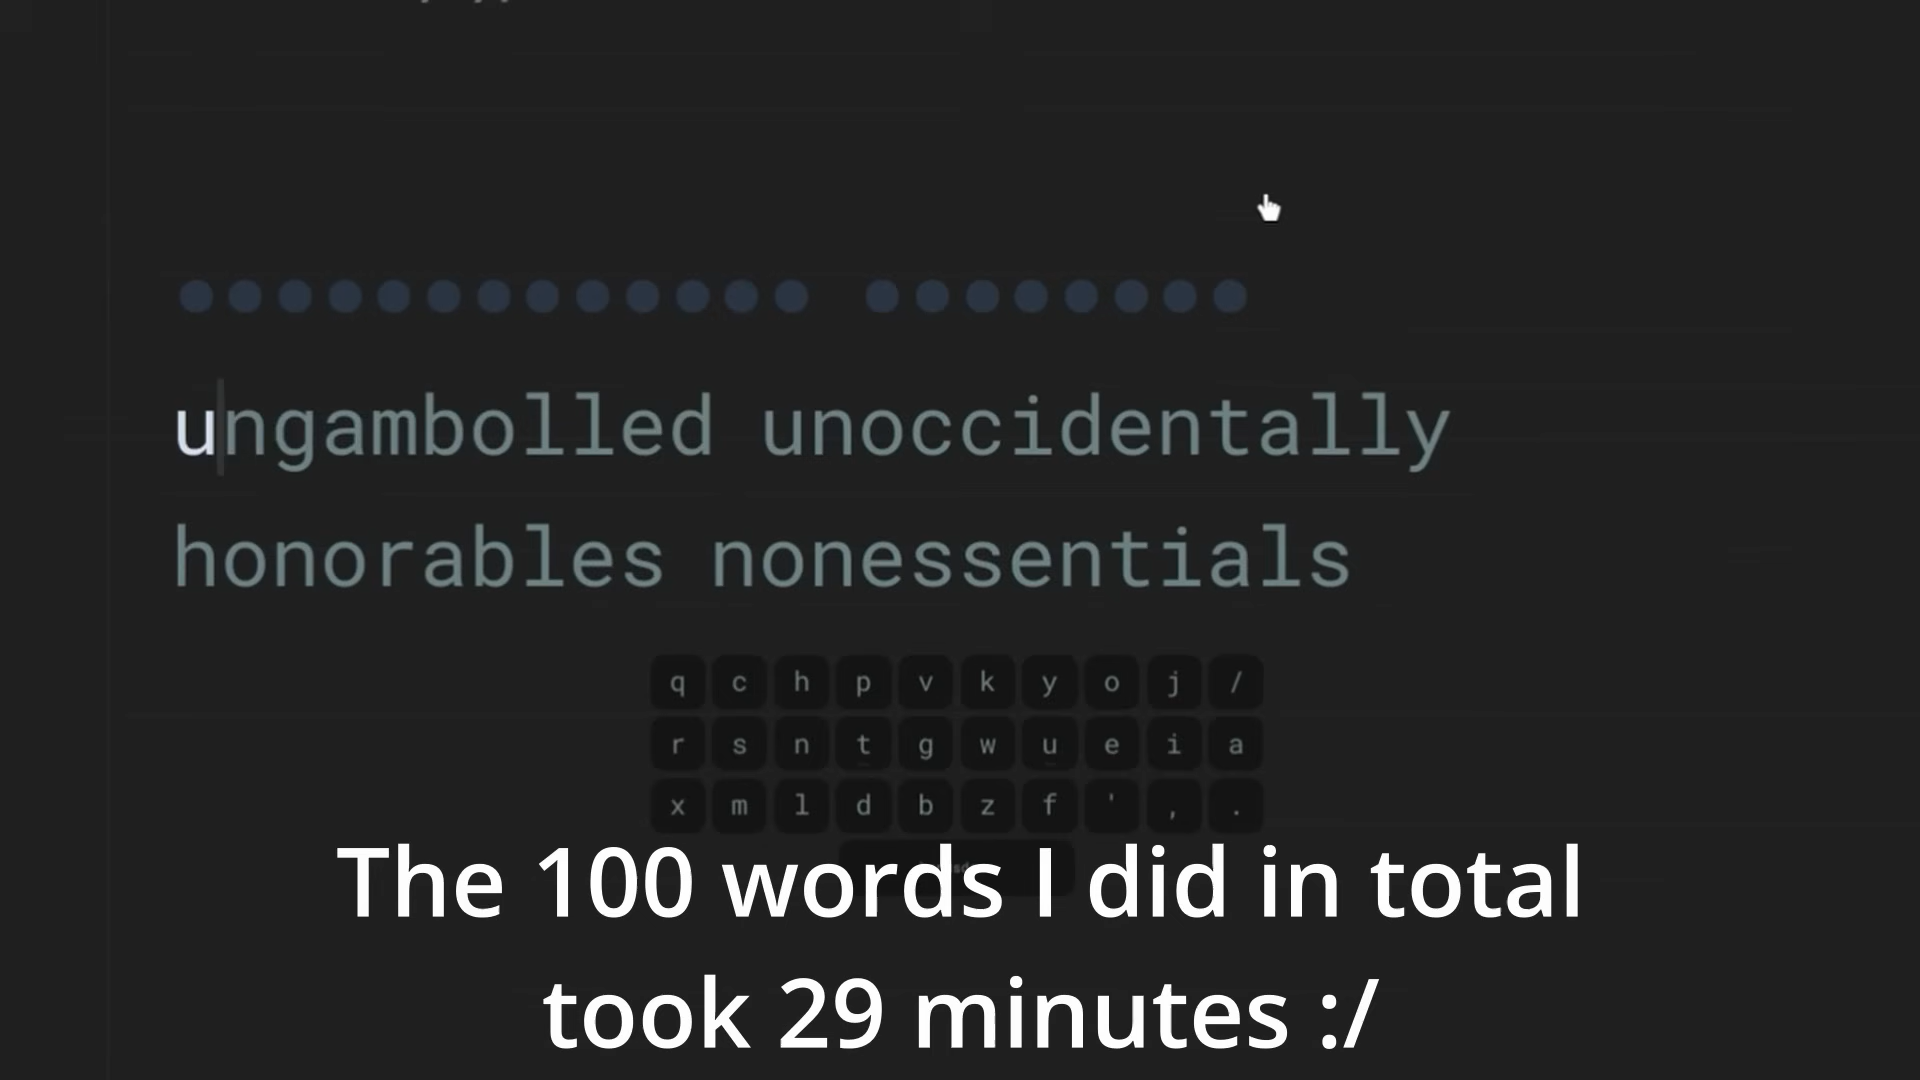 ungambolled unoccidentally
honorables nonessentials
q c h p v k y o j /
r s n t g w u e i a
x m l d b z f ' , .
The 100 words I did in total
took 29 minutes :/